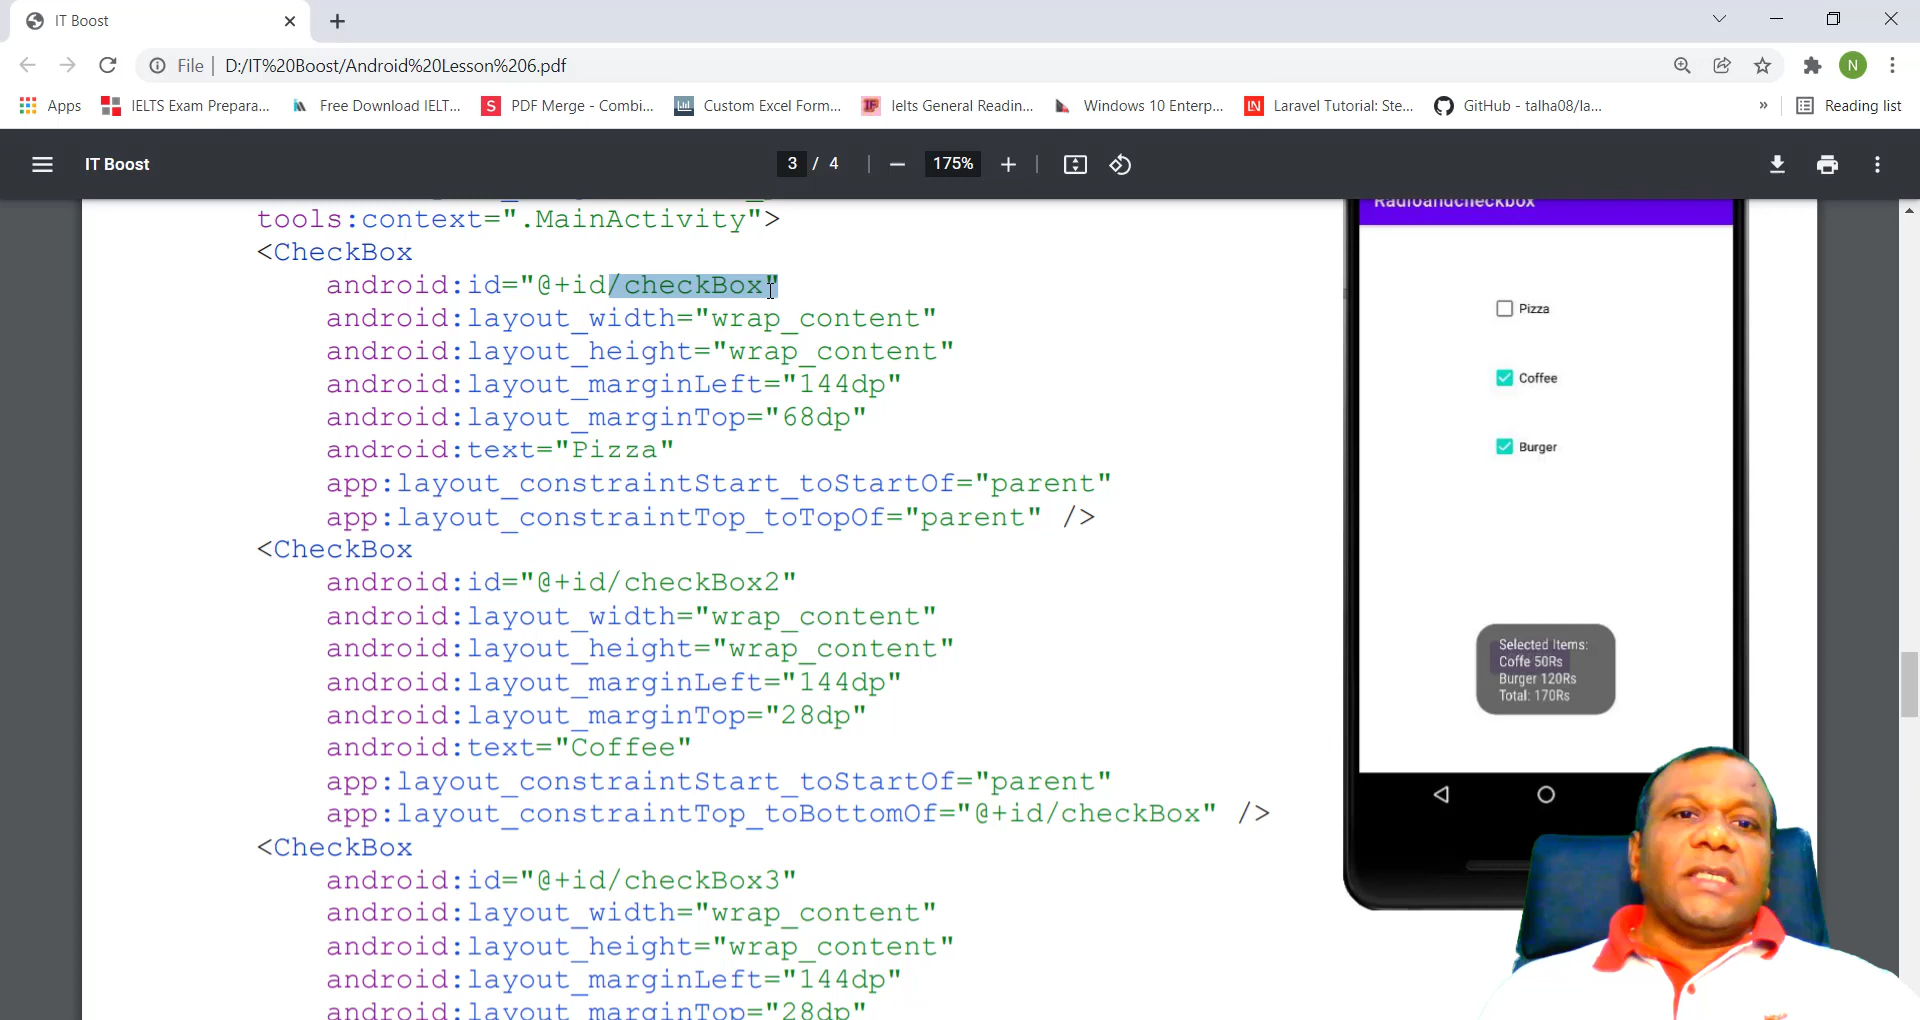 IT Boost
File
D:/IT%20Boost/Android%20Lesson%206.pdf
N
Apps
IELTS Exam Prepara...
Free Download IELT...
PDF Merge - Combi...
Custom Excel Form...
Ielts General Readin...
Windows 10 Enterp...
Laravel Tutorial: Ste...
GitHub - talha08/la...
»
Reading list
IT Boost
3 / 4
175%
tools:context=".MainActivity">
<CheckBox
android:id="@+id/checkBox"
android:layout_width="wrap_content"
android:layout_height="wrap_content"
android:layout_marginLeft="144dp"
android:layout_marginTop="68dp"
android:text="Pizza"
app:layout_constraintStart_toStartOf="parent"
app:layout_constraintTop_toTopOf="parent" />
<CheckBox
android:id="@+id/checkBox2"
android:layout_width="wrap_content"
android:layout_height="wrap_content"
android:layout_marginLeft="144dp"
android:layout_marginTop="28dp"
android:text="Coffee"
app:layout_constraintStart_toStartOf="parent"
app:layout_constraintTop_toBottomOf="@+id/checkBox" />
<CheckBox
android:id="@+id/checkBox3"
android:layout_width="wrap_content"
android:layout_height="wrap_content"
android:layout_marginLeft="144dp"
android:layout_marginTop="28dp"
Radioandcheckbox
Pizza
Coffee
Burger
Selected Items:
Coffe 50Rs
Burger 120Rs
Total: 170Rs